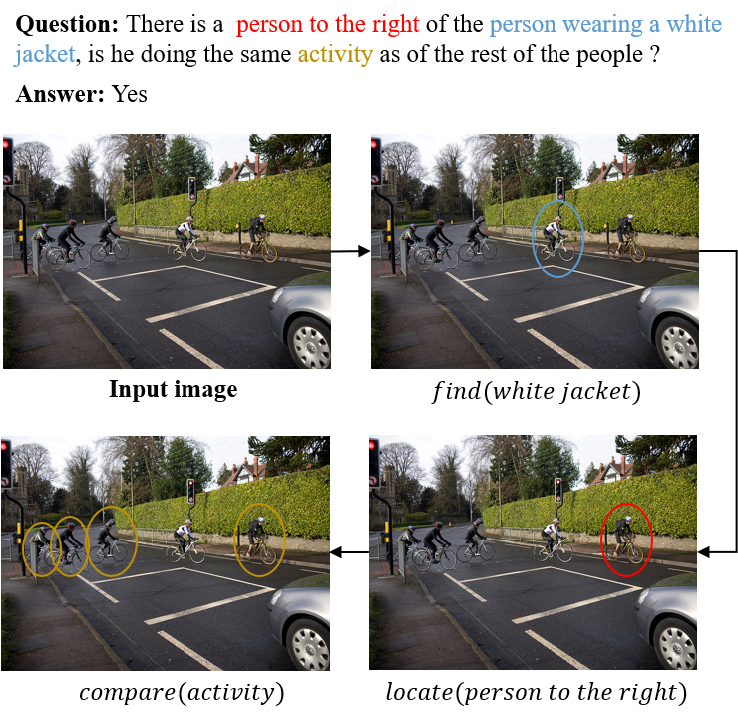 Question: There is a person to the right of the person wearing a white
jacket, is he doing the same activity as of the rest of the people ?
Answer: Yes
Input image
find(white jacket)
compare(activity)
locate(person to the right)